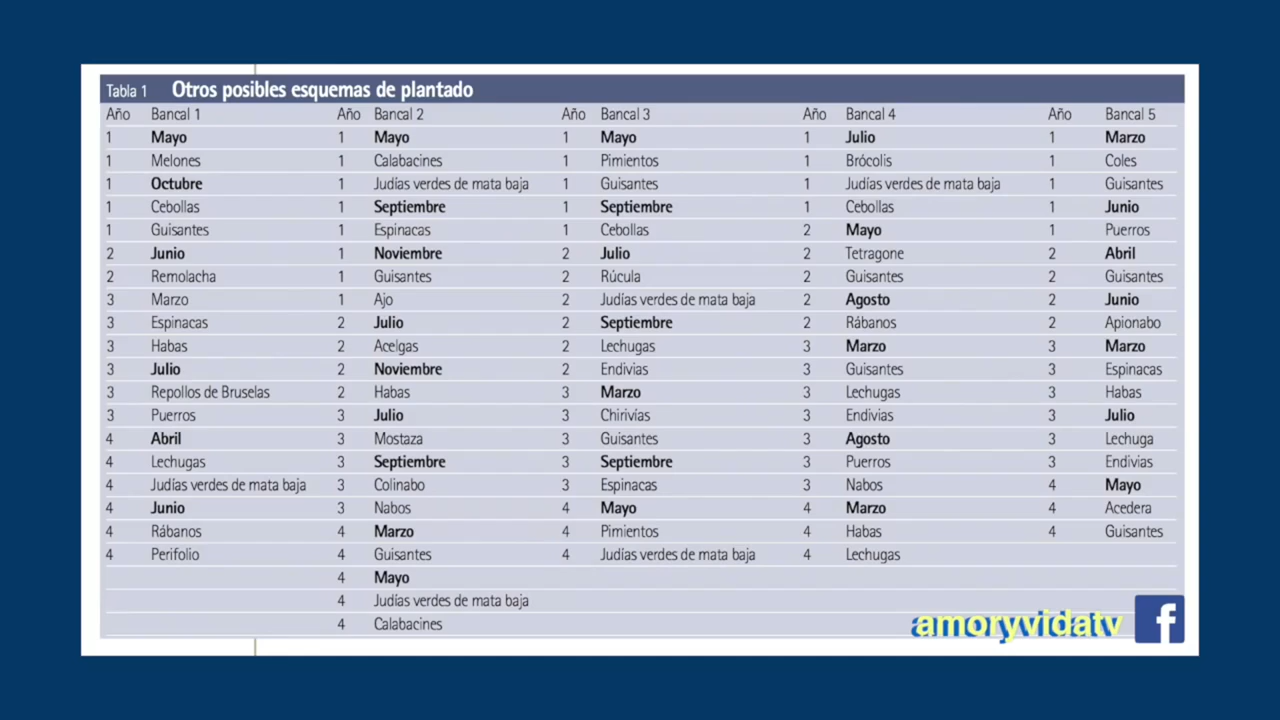 Tabla 1 Otros posibles esquemas de plantado
Año Bancal 1 Año Bancal 2 Año Bancal 3 Año Bancal 4 Año Bancal 5
1 Mayo 1 Mayo 1 Mayo 1 Julio 1 Marzo
1 Melones 1 Calabacines 1 Pimientos 1 Brócolis 1 Coles
1 Octubre 1 Judías verdes de mata baja 1 Guisantes 1 Judías verdes de mata baja 1 Guisantes
1 Cebollas 1 Septiembre 1 Septiembre 1 Cebollas 1 Junio
1 Guisantes 1 Espinacas 1 Cebollas 2 Mayo 1 Puerros
2 Junio 1 Noviembre 2 Julio 2 Tetragone 2 Abril
2 Remolacha 1 Guisantes 2 Rúcula 2 Guisantes 2 Guisantes
3 Marzo 1 Ajo 2 Judías verdes de mata baja 2 Agosto 2 Junio
3 Espinacas 2 Julio 2 Septiembre 2 Rábanos 2 Apionabo
3 Habas 2 Acelgas 2 Lechugas 3 Marzo 3 Marzo
3 Julio 2 Noviembre 2 Endivias 3 Guisantes 3 Espinacas
3 Repollos de Bruselas 2 Habas 3 Marzo 3 Lechugas 3 Habas
3 Puerros 3 Julio 3 Chirivías 3 Endivias 3 Julio
4 Abril 3 Mostaza 3 Guisantes 3 Agosto 3 Lechuga
4 Lechugas 3 Septiembre 3 Septiembre 3 Puerros 3 Endivias
4 Judías verdes de mata baja 3 Colinabo 3 Espinacas 3 Nabos 4 Mayo
4 Junio 3 Nabos 4 Mayo 4 Marzo 4 Acedera
4 Rábanos 4 Marzo 4 Pimientos 4 Habas 4 Guisantes
4 Perifolio 4 Guisantes 4 Judías verdes de mata baja 4 Lechugas
4 Mayo
4 Judías verdes de mata baja
4 Calabacines
amoryvidatv f